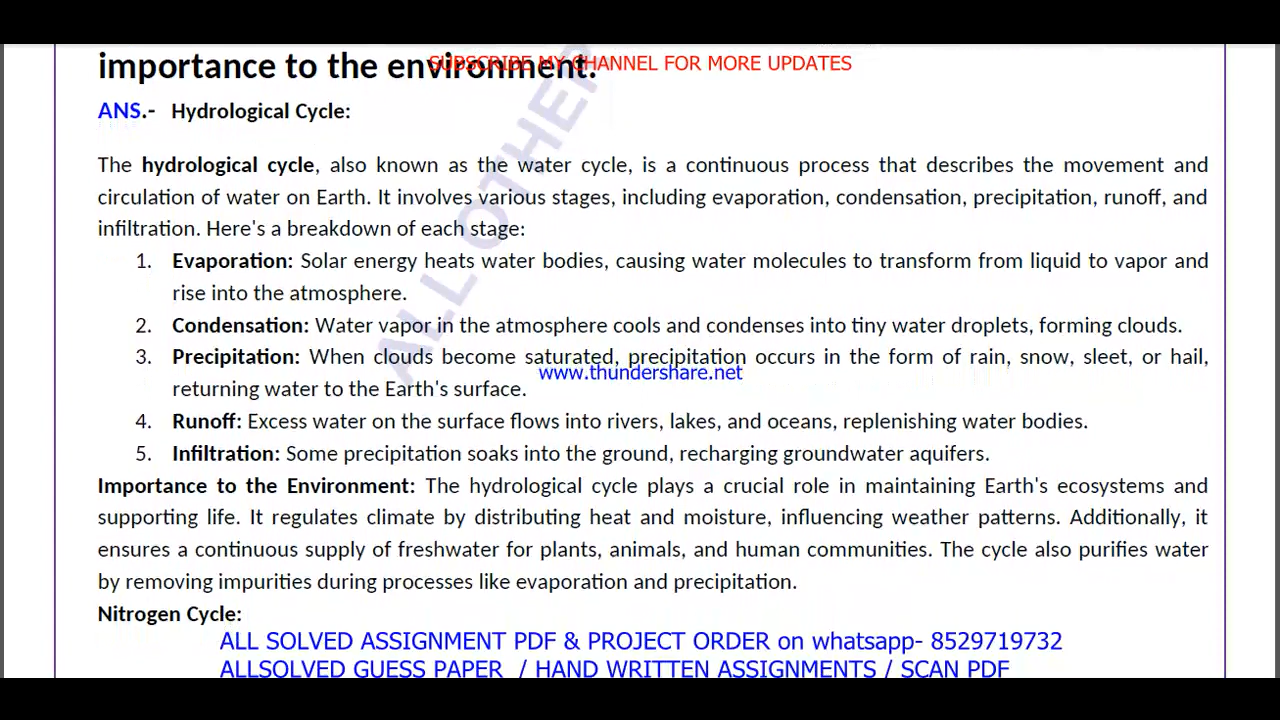 importance to the environment.
SUBSCRIBE MY CHANNEL FOR MORE UPDATES
ANS.- Hydrological Cycle:
The hydrological cycle, also known as the water cycle, is a continuous process that describes the movement and
circulation of water on Earth. It involves various stages, including evaporation, condensation, precipitation, runoff, and
infiltration. Here's a breakdown of each stage:
1. Evaporation: Solar energy heats water bodies, causing water molecules to transform from liquid to vapor and
rise into the atmosphere.
2. Condensation: Water vapor in the atmosphere cools and condenses into tiny water droplets, forming clouds.
3. Precipitation: When clouds become saturated, precipitation occurs in the form of rain, snow, sleet, or hail,
www.thundershare.net
returning water to the Earth's surface.
4. Runoff: Excess water on the surface flows into rivers, lakes, and oceans, replenishing water bodies.
5. Infiltration: Some precipitation soaks into the ground, recharging groundwater aquifers.
Importance to the Environment: The hydrological cycle plays a crucial role in maintaining Earth's ecosystems and
supporting life. It regulates climate by distributing heat and moisture, influencing weather patterns. Additionally, it
ensures a continuous supply of freshwater for plants, animals, and human communities. The cycle also purifies water
by removing impurities during processes like evaporation and precipitation.
Nitrogen Cycle:
ALL SOLVED ASSIGNMENT PDF & PROJECT ORDER on whatsapp- 8529719732
ALLSOLVED GUESS PAPER / HAND WRITTEN ASSIGNMENTS / SCAN PDF
ALL OTHER